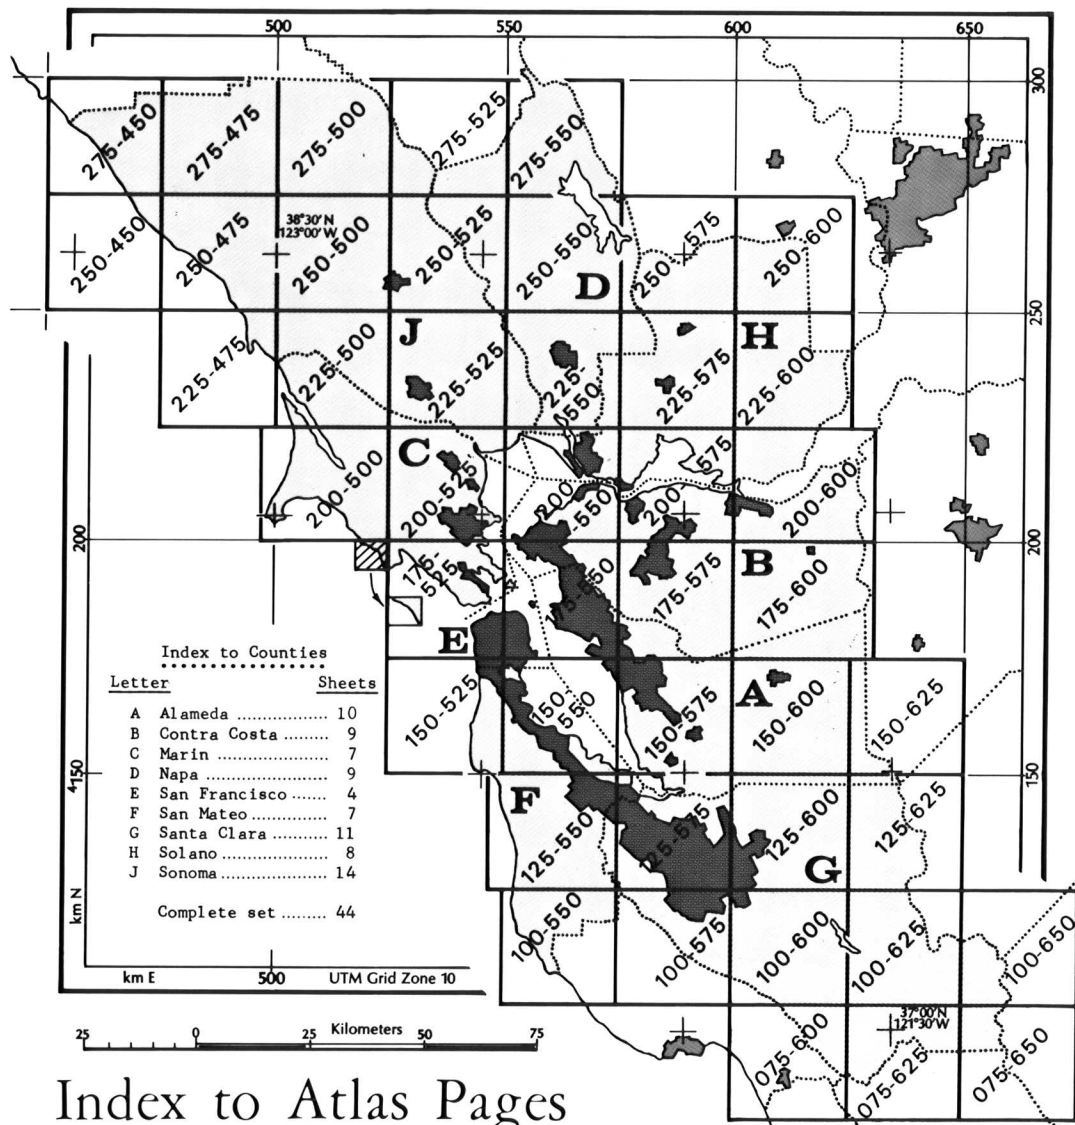 500 550 600 650
300
275-450 275-475 275-500 275-525 275-550
38°30'N
123°00'W
250-450 250-475 250-500 250-525 250-550 250-575 250-600
D
250
J H
225-475 225-500 225-525 225-550 225-575 225-600
C
200-500 200-525 200-550 200-575 200-600
200 200
B
175-525 175-550 175-575 175-600
E
Index to Counties
Letter Sheets
A Alameda .................. 10
B Contra Costa ........ 9
C Marin .................... 7
D Napa ...................... 9
E San Francisco ...... 4
F San Mateo .............. 7
G Santa Clara .......... 11
H Solano .................... 8
J Sonoma ................... 14
Complete set ........ 44
A
150-525 150-550 150-575 150-600 150-625
4150 150
F
125-550 125-575 125-600 125-625
G
km N
100-550 100-575 100-600 100-625 100-650
km E 500 UTM Grid Zone 10
37°00'N
121°30'W
075-600 075-625 075-650
25 0 Kilometers 25 50 75
Index to Atlas Pages